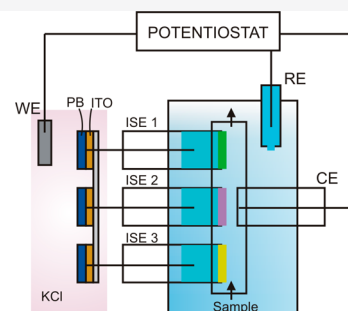 POTENTIOSTAT
RE
WE
PB ITO
ISE 1
ISE 2
CE
ISE 3
KCl
Sample